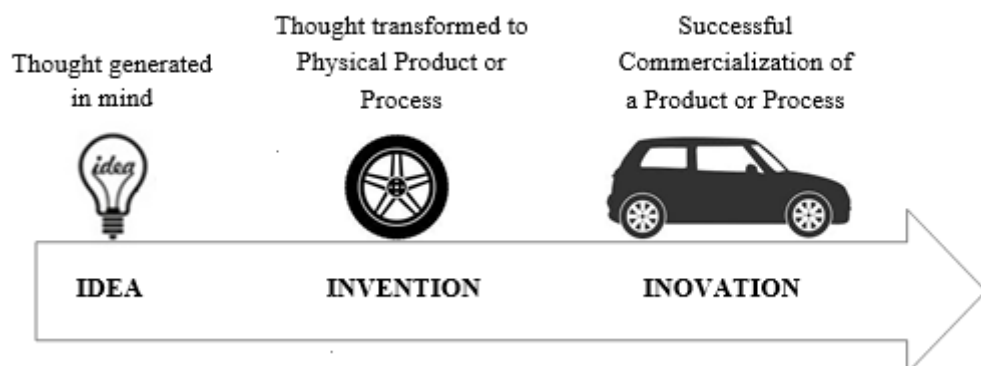 Thought generated
in mind
Thought transformed to
Physical Product or
Process
Successful
Commercialization of
a Product or Process
idea
IDEA
INVENTION
INOVATION